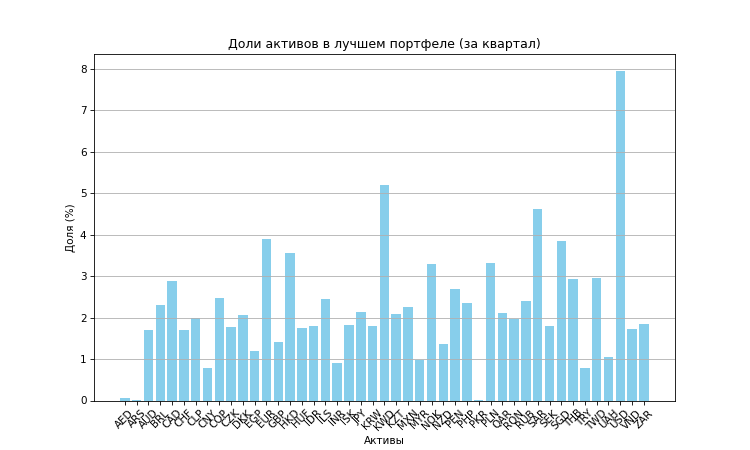 Доли активов в лучшем портфеле (за квартал)
Доля (%)
8
7
6
5
4
3
2
1
0
AED
ARS
AUD
BRL
CAD
CHF
CLP
CNY
COP
CZK
DKK
EGP
EUR
GBP
HKD
HUF
IDR
ILS
INR
ISK
JPY
KRW
KWD
KZT
MXN
MYR
NOK
NZD
PEN
PHP
PKR
PLN
QAR
RON
RUB
SAR
SEK
SGD
THB
TRY
TWD
UAH
USD
VND
ZAR
Активы